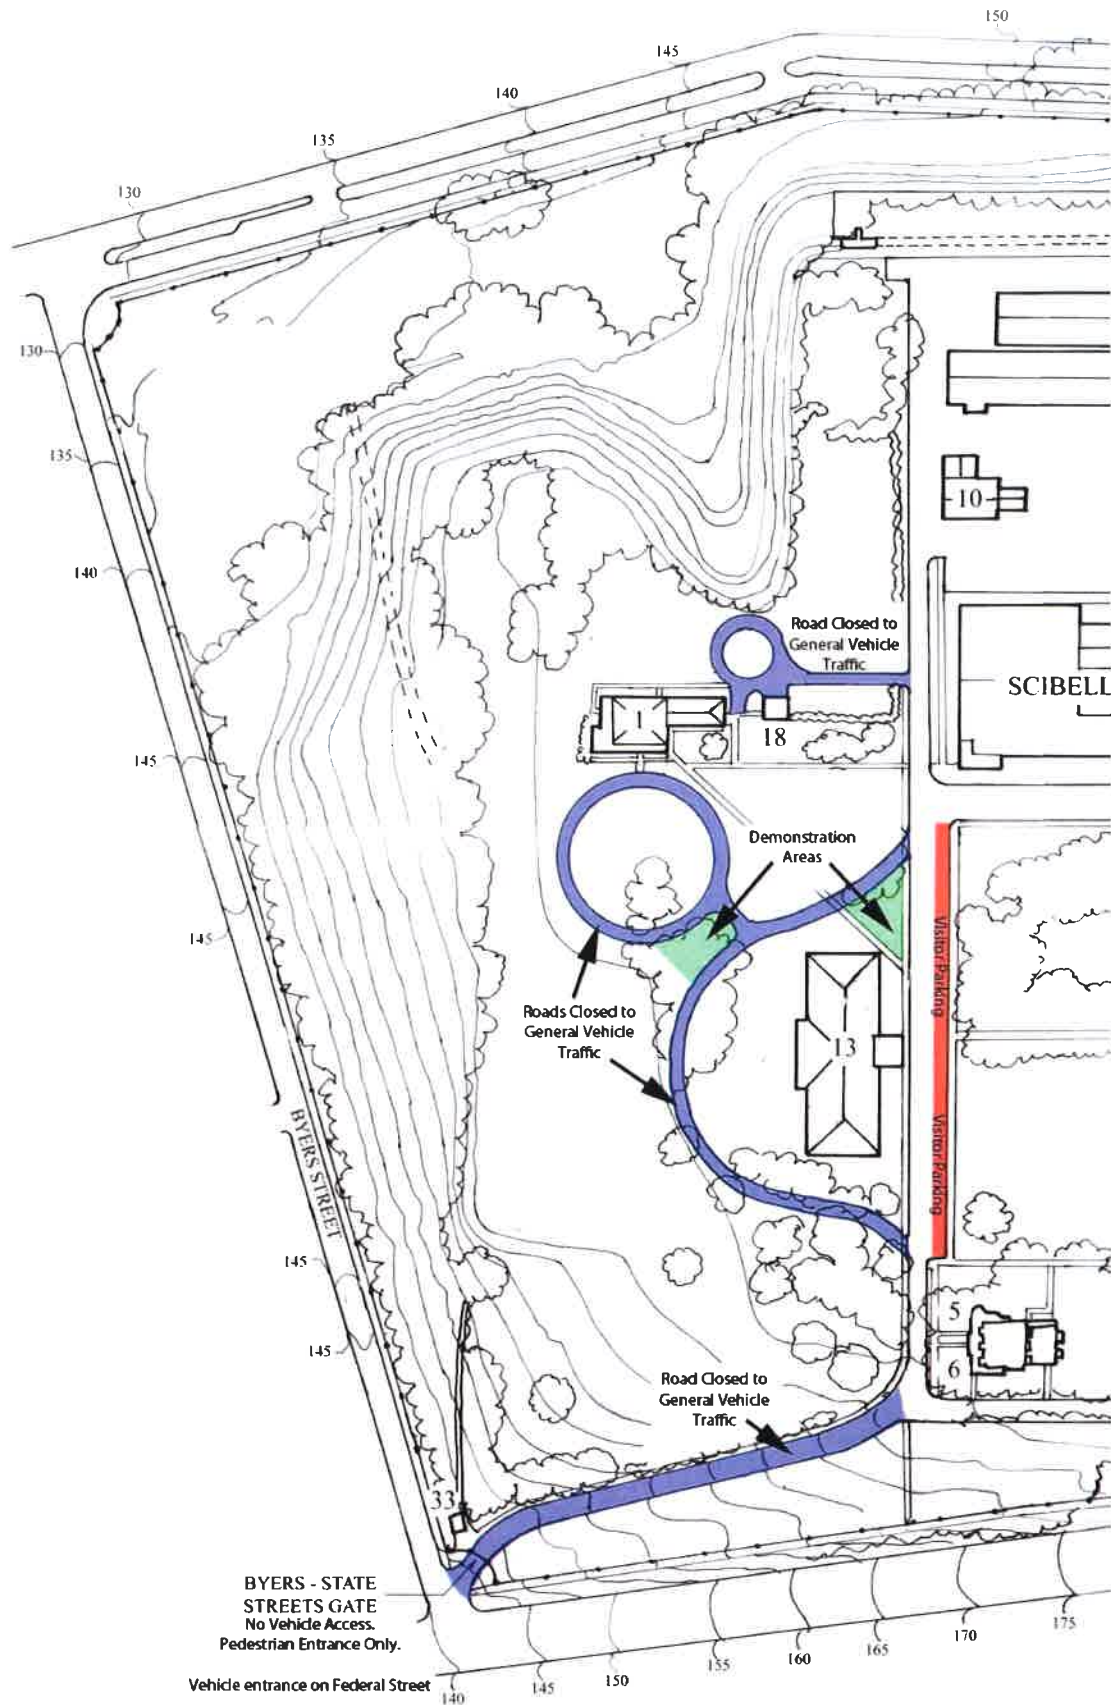 150
145
140
135
130
130
135
10
140
Road Closed to
General Vehicle
Traffic
SCIBELL
1
18
145
Demonstration
Areas
145
Visitor Parking
Roads Closed to
General Vehicle
Traffic
13
BYERS STREET
Visitor Parking
145
5
145
6
Road Closed to
General Vehicle
Traffic
33
BYERS - STATE
STREETS GATE
No Vehicle Access.
Pedestrian Entrance Only.
Vehicle entrance on Federal Street
140
145
150
155
160
165
170
175